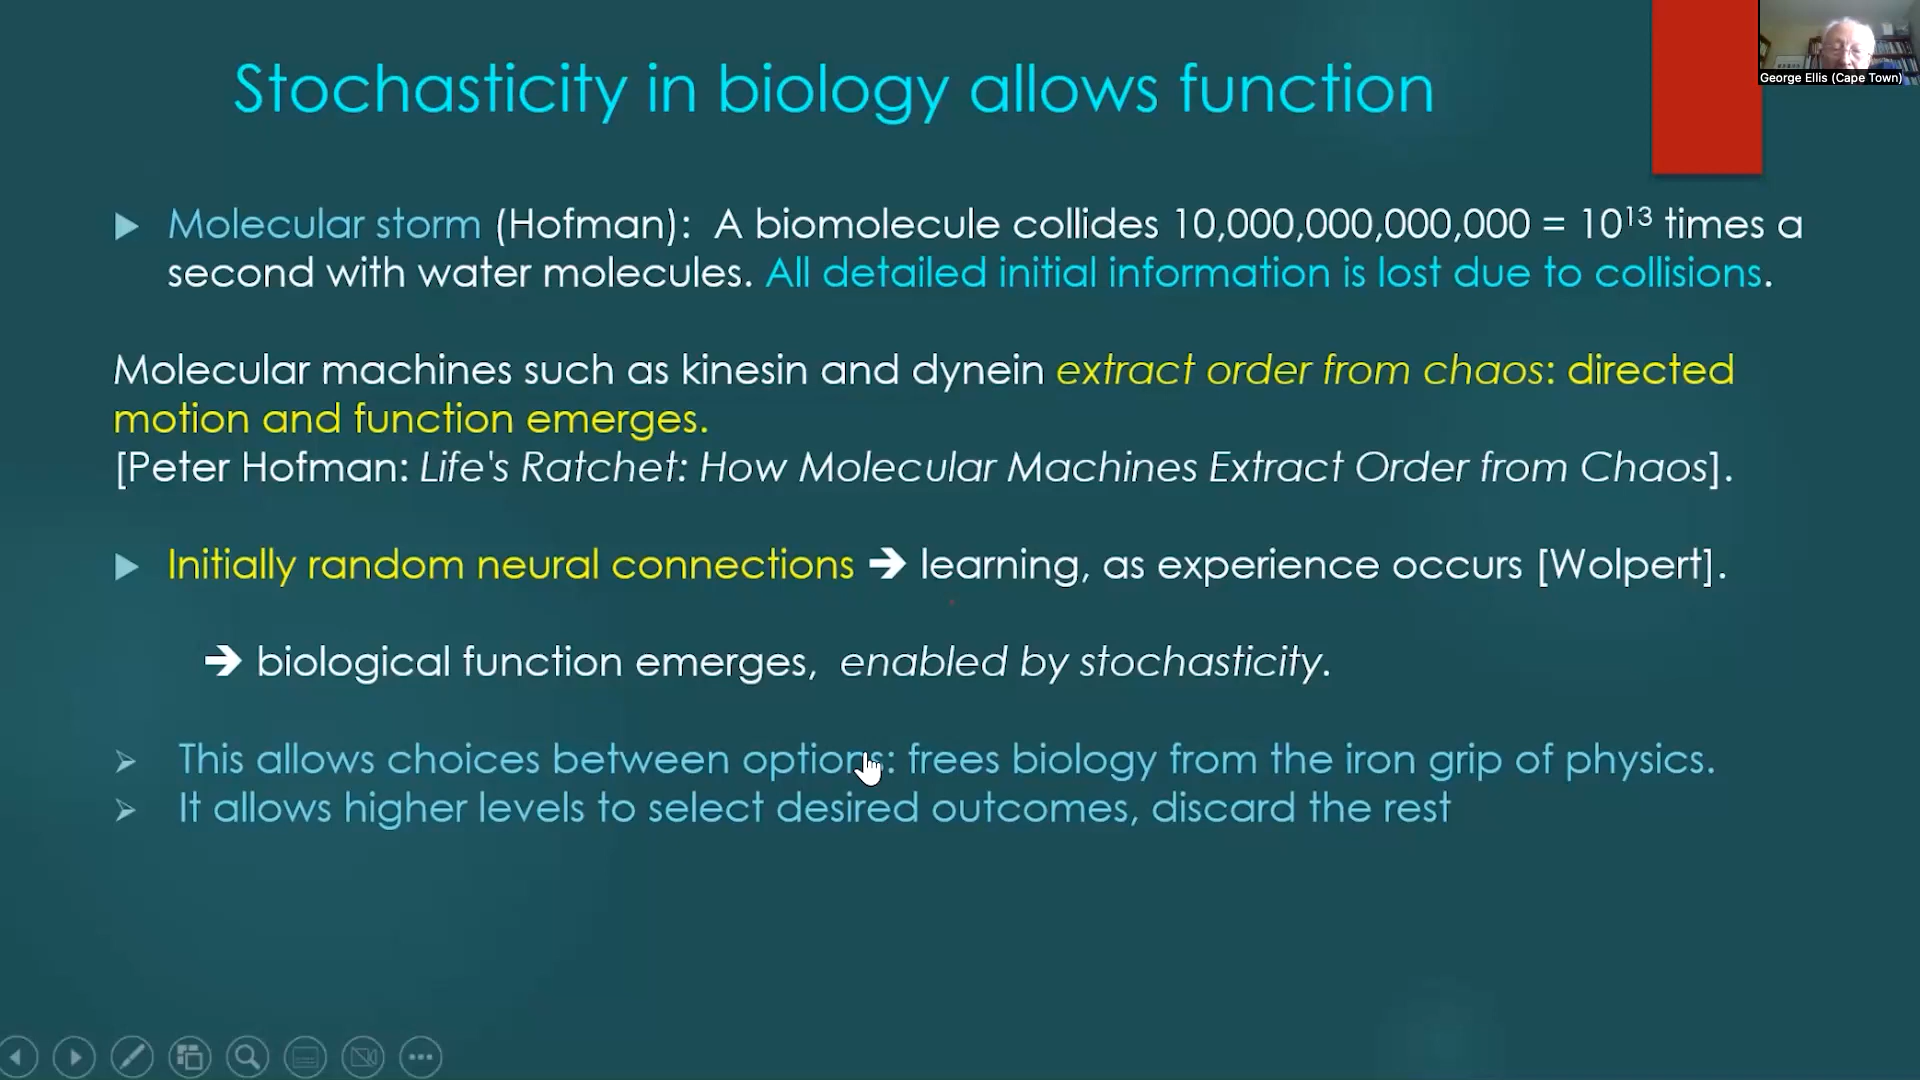 George Ellis (Cape Town)
Stochasticity in biology allows function
Molecular storm (Hofman): A biomolecule collides 10,000,000,000,000 = 10¹³ times a
second with water molecules. All detailed initial information is lost due to collisions.
Molecular machines such as kinesin and dynein extract order from chaos: directed
motion and function emerges.
[Peter Hofman: Life's Ratchet: How Molecular Machines Extract Order from Chaos].
Initially random neural connections ➔ learning, as experience occurs [Wolpert].
➔ biological function emerges, enabled by stochasticity.
This allows choices between options: frees biology from the iron grip of physics.
It allows higher levels to select desired outcomes, discard the rest